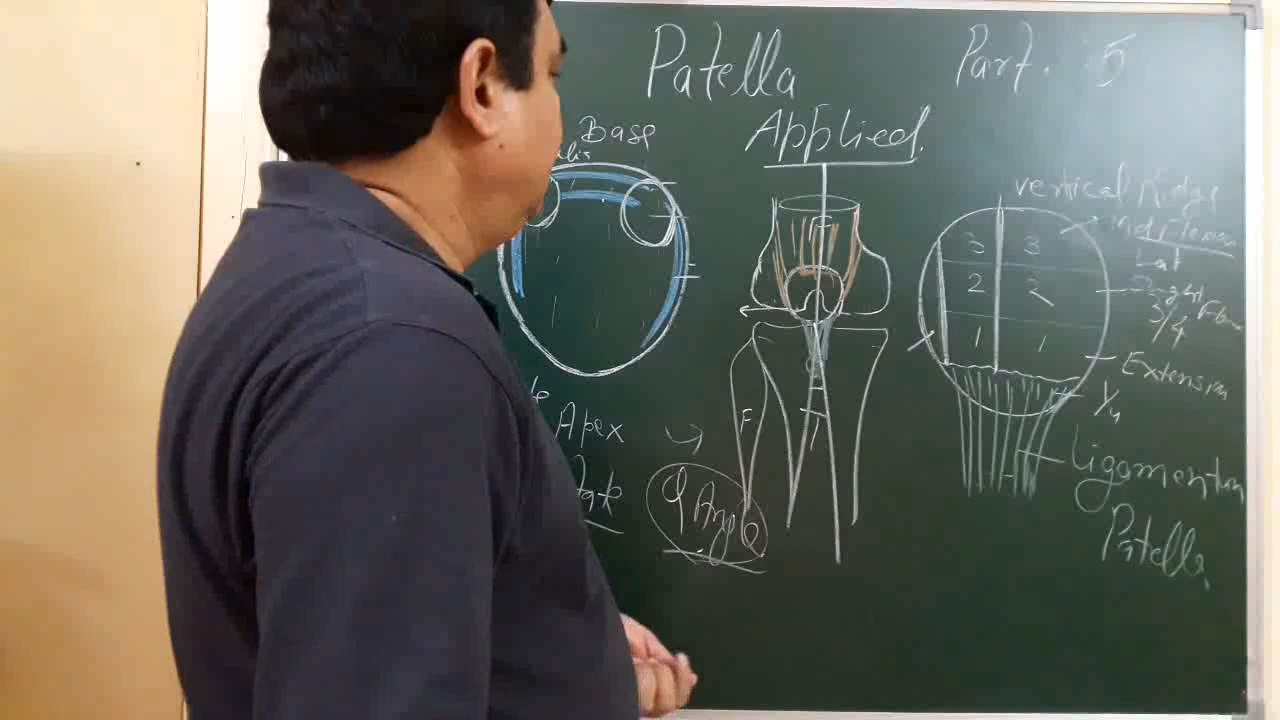 Patella
Part. 5
Base
Applied.
vertical Ridge
Lat
3 3
2 2
3/4
1 1
Extension
1/4
F
Apex
Q Angle
Ligamentum
Patella,